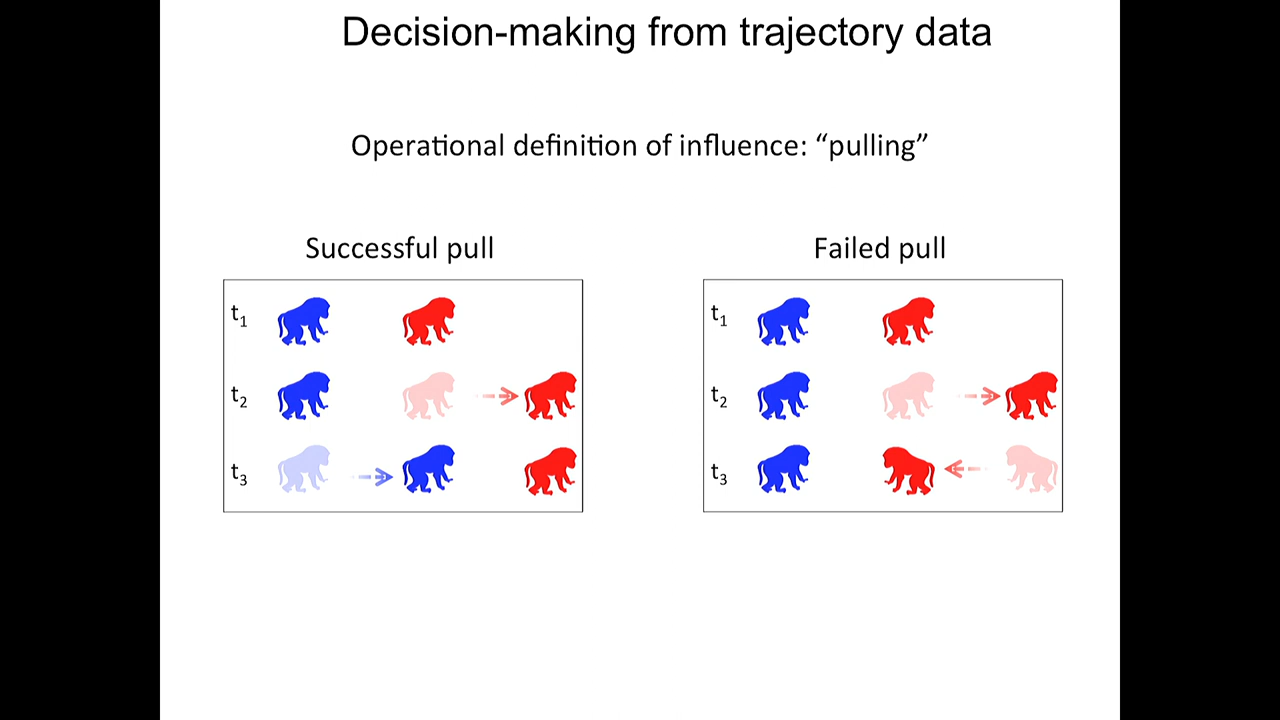 Decision-making from trajectory data
Operational definition of influence: “pulling”
Successful pull
t1
t2
t3
Failed pull
t1
t2
t3